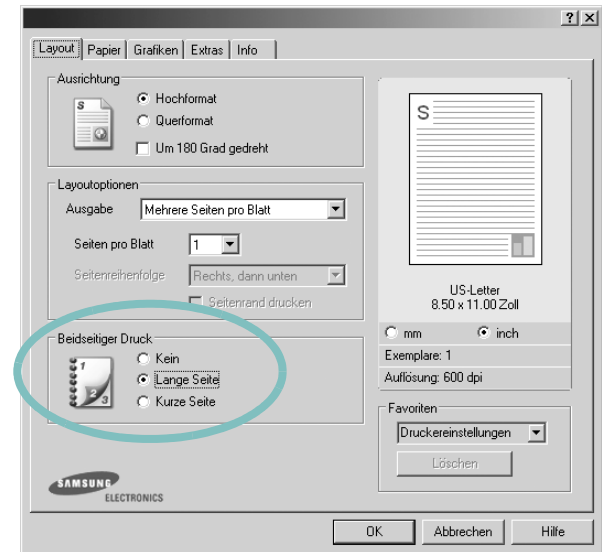 Layout Papier Grafiken Extras Info
Ausrichtung
S
Hochformat
Querformat
Um 180 Grad gedreht
Layoutoptionen
Ausgabe Mehrere Seiten pro Blatt
Seiten pro Blatt 1
Seitenreihenfolge Rechts, dann unten
Seitenrand drucken
Beidseitiger Druck
1
2
3
Kein
Lange Seite
Kurze Seite
SAMSUNG
ELECTRONICS
S
US-Letter
8.50 x 11.00 Zoll
mm inch
Exemplare: 1
Auflösung: 600 dpi
Favoriten
Druckereinstellungen
Löschen
OK Abbrechen Hilfe